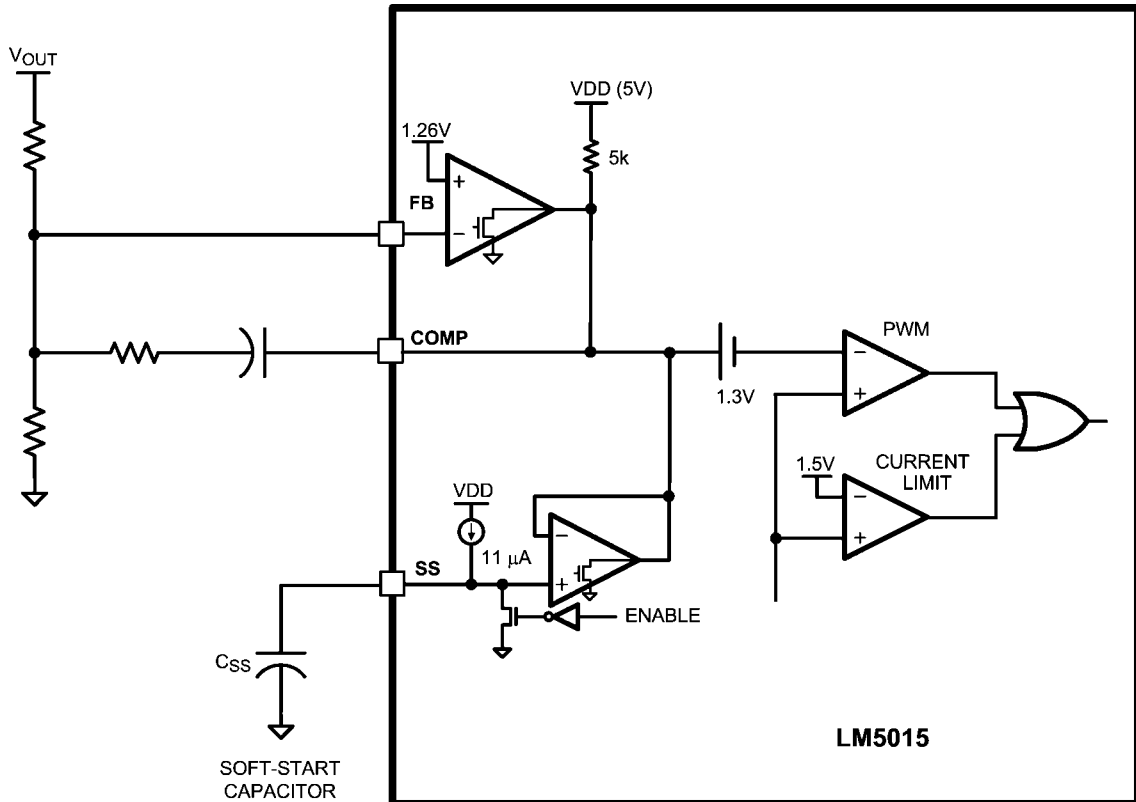 VOUT
VDD (5V)
1.26V
5k
+
FB
−
COMP
PWM
−
1.3V
+
1.5V
CURRENT
LIMIT
−
+
VDD
−
11 μA
SS
+
ENABLE
CSS
LM5015
SOFT-START
CAPACITOR